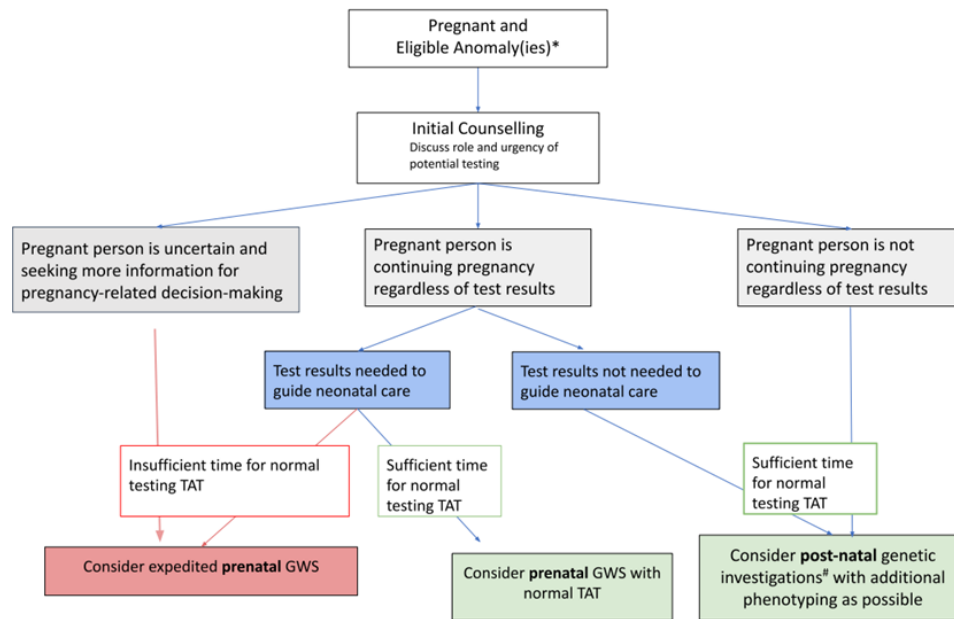 Pregnant and
Eligible Anomaly(ies)*
Initial Counselling
Discuss role and urgency of
potential testing
Pregnant person is uncertain and
seeking more information for
pregnancy-related decision-making
Pregnant person is
continuing pregnancy
regardless of test results
Pregnant person is not
continuing pregnancy
regardless of test results
Test results needed to
guide neonatal care
Test results not needed to
guide neonatal care
Insufficient time for normal
testing TAT
Sufficient time
for normal
testing TAT
Sufficient time
for normal
testing TAT
Consider expedited prenatal GWS
Consider prenatal GWS with
normal TAT
Consider post-natal genetic
investigations# with additional
phenotyping as possible